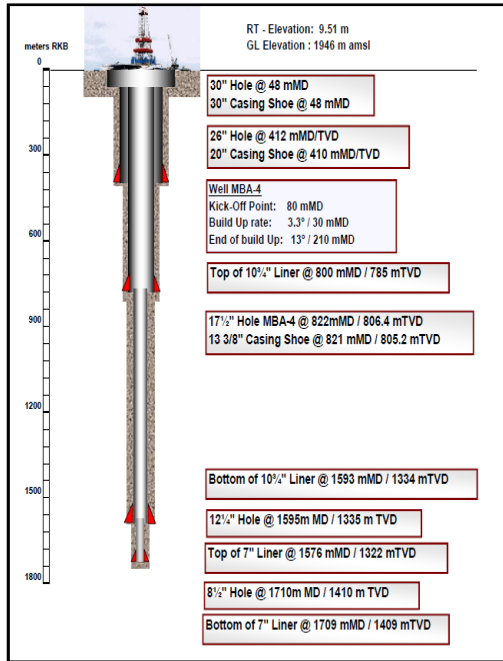 RT - Elevation: 9.51 m
GL Elevation : 1946 m amsl
meters RKB
0
300
600
900
1200
1500
1800
30" Hole @ 48 mMD
30" Casing Shoe @ 48 mMD
26" Hole @ 412 mMD/TVD
20" Casing Shoe @ 410 mMD/TVD
Well MBA-4
Kick-Off Point: 80 mMD
Build Up rate: 3.3º / 30 mMD
End of build Up: 13º / 210 mMD
Top of 10¾" Liner @ 800 mMD / 785 mTVD
17½" Hole MBA-4 @ 822mMD / 806.4 mTVD
13 3/8" Casing Shoe @ 821 mMD / 805.2 mTVD
Bottom of 10¾" Liner @ 1593 mMD / 1334 mTVD
12¼" Hole @ 1595m MD / 1335 m TVD
Top of 7" Liner @ 1576 mMD / 1322 mTVD
8½" Hole @ 1710m MD / 1410 m TVD
Bottom of 7" Liner @ 1709 mMD / 1409 mTVD